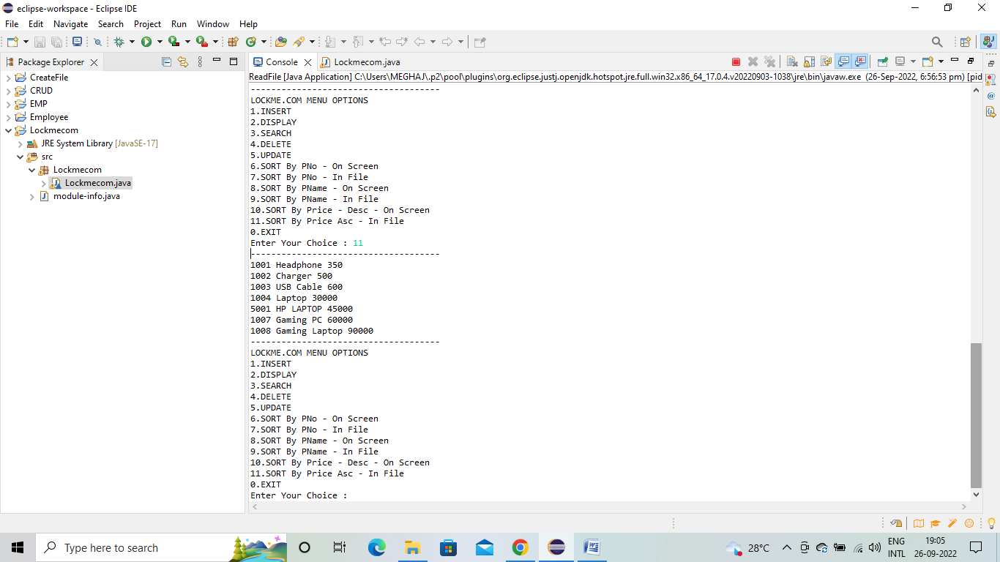 eclipse-workspace - Eclipse IDE
File Edit Navigate Search Project Run Window Help
Package Explorer
CreateFile
CRUD
EMP
Employee
Lockmecom
JRE System Library [JavaSE-17]
src
Lockmecom
Lockmecom.java
module-info.java
Console Lockmecom.java
ReadFile [Java Application] C:\Users\MEGHAJ\.p2\pool\plugins\org.eclipse.justj.openjdk.hotspot.jre.full.win32.x86_64_17.0.4.v20220903-1038\jre\bin\javaw.exe (26-Sep-2022, 6:56:53 pm) [pid
------------------------------------
LOCKME.COM MENU OPTIONS
1.INSERT
2.DISPLAY
3.SEARCH
4.DELETE
5.UPDATE
6.SORT By PNo - On Screen
7.SORT By PNo - In File
8.SORT By PName - On Screen
9.SORT By PName - In File
10.SORT By Price - Desc - On Screen
11.SORT By Price Asc - In File
0.EXIT
Enter Your Choice : 11
------------------------------------
1001 Headphone 350
1002 Charger 500
1003 USB Cable 600
1004 Laptop 30000
5001 HP LAPTOP 45000
1007 Gaming PC 60000
1008 Gaming Laptop 90000
------------------------------------
LOCKME.COM MENU OPTIONS
1.INSERT
2.DISPLAY
3.SEARCH
4.DELETE
5.UPDATE
6.SORT By PNo - On Screen
7.SORT By PNo - In File
8.SORT By PName - On Screen
9.SORT By PName - In File
10.SORT By Price - Desc - On Screen
11.SORT By Price Asc - In File
0.EXIT
Enter Your Choice :
Type here to search
28°C
ENG
INTL
19:05
26-09-2022